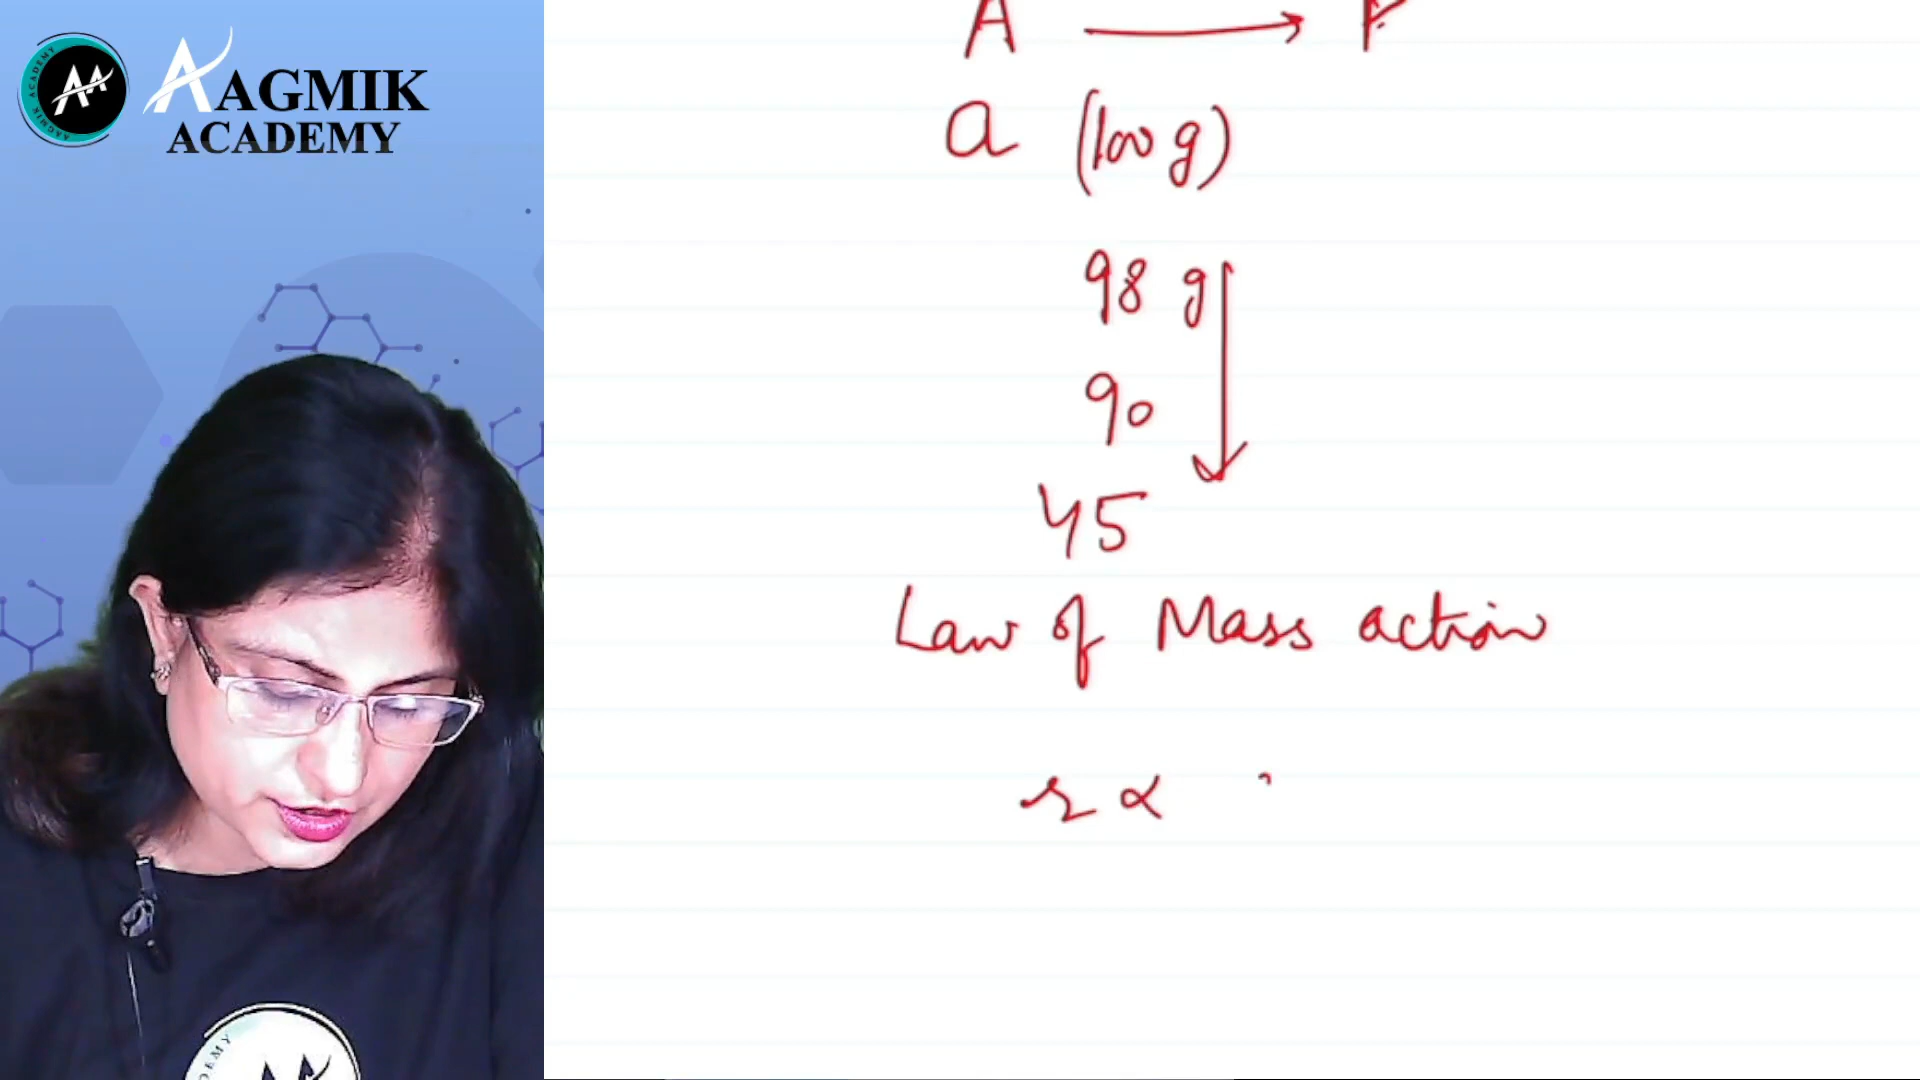 AAGMIK
ACADEMY
A → P
a (100 g)
98 g
90
45
Law of Mass action
r α